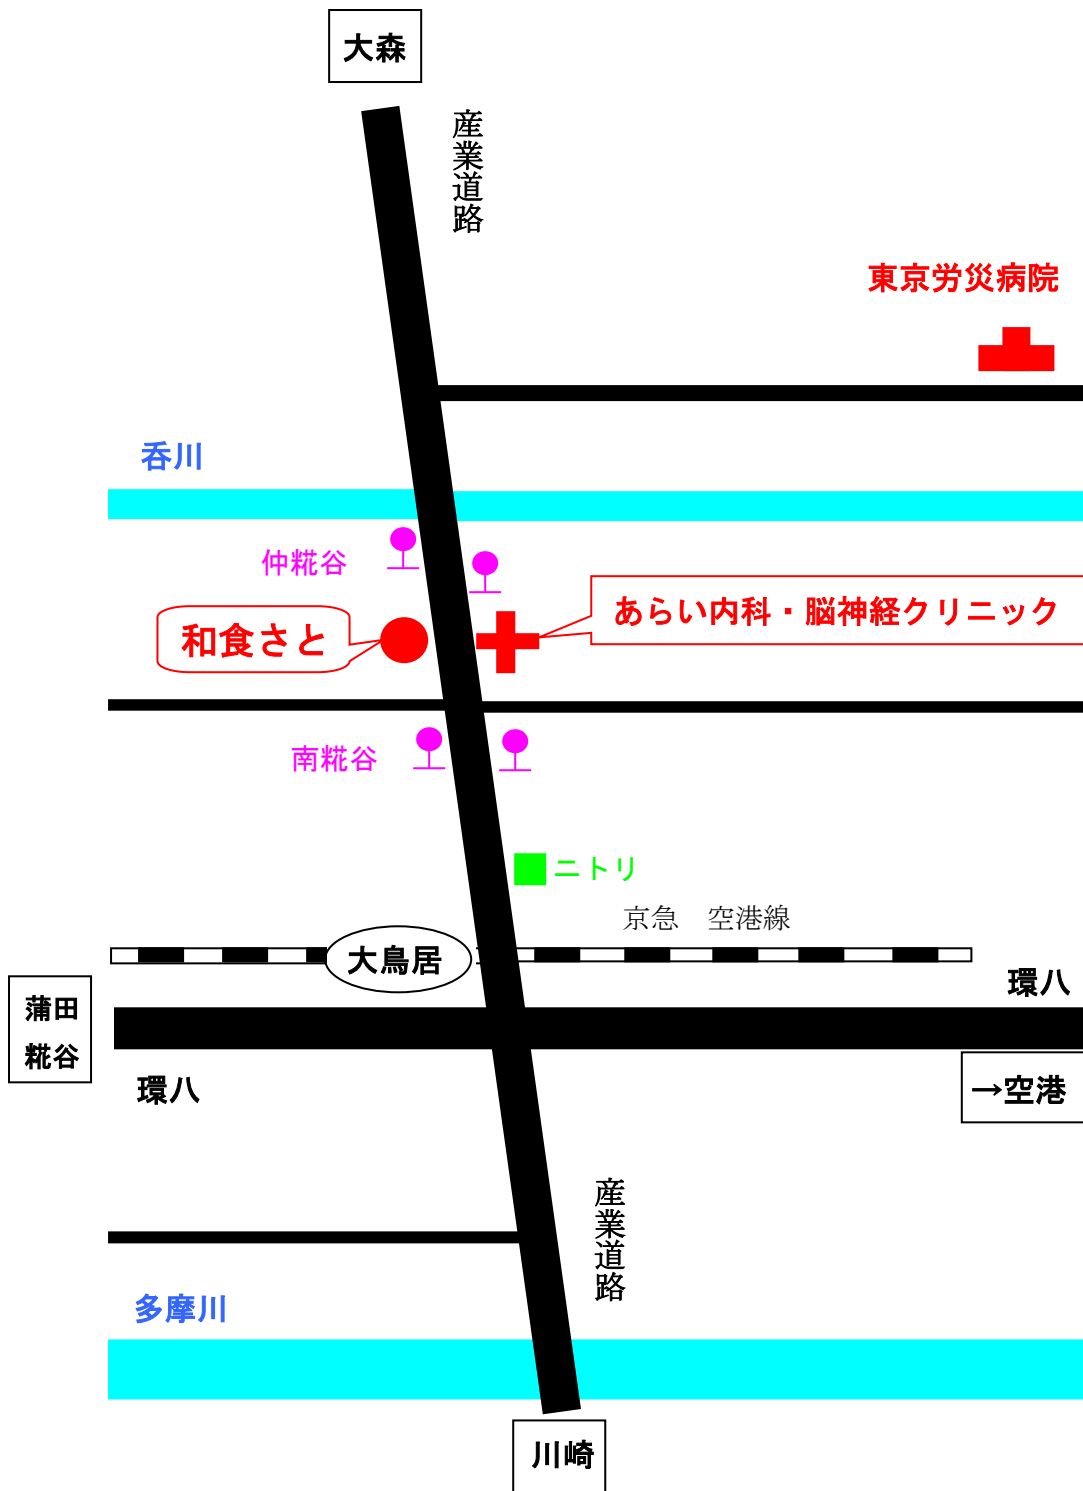 大森
産業道路
東京労災病院
呑川
仲糀谷
あらい内科・脳神経クリニック
和食さと
南糀谷
ニトリ
京急　空港線
大鳥居
環八
蒲田
糀谷
環八
→空港
産業道路
多摩川
川崎